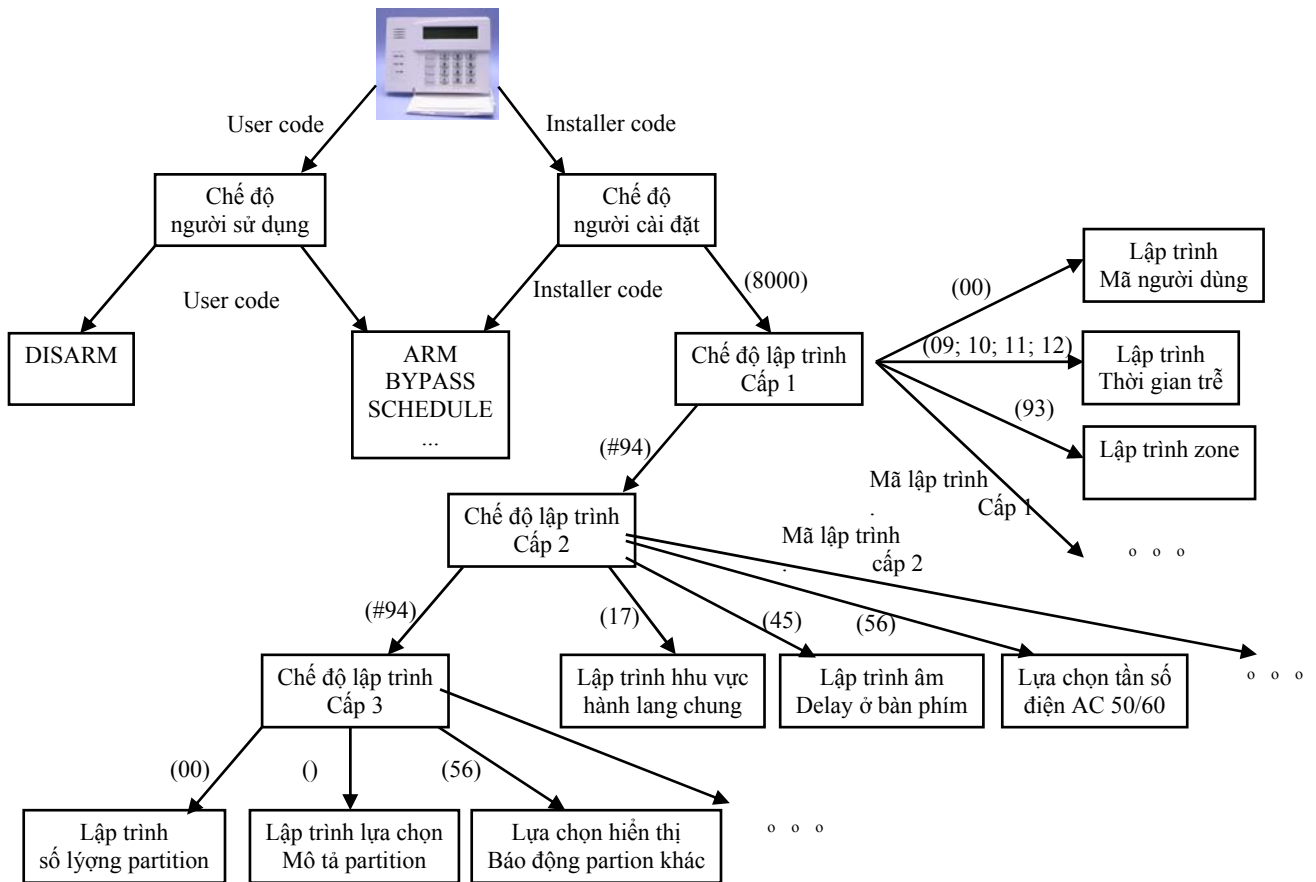 User code
Installer code
Chế độ
người sử dụng
Chế độ
người cài đặt
Lập trình
Mã người dùng
(00)
(8000)
User code
Installer code
DISARM
ARM
BYPASS
SCHEDULE
...
Chế độ lập trình
Cấp 1
(09; 10; 11; 12)
Lập trình
Thời gian trễ
(93)
Lập trình zone
(#94)
Mã lập trình
Cấp 1
.
o o o
Chế độ lập trình
Cấp 2
Mã lập trình
cấp 2
.
(#94)
(17)
(45)
(56)
o o o
Chế độ lập trình
Cấp 3
Lập trình hhu vực
hành lang chung
Lập trình âm
Delay ở bàn phím
Lựa chọn tần số
điện AC 50/60
(00)
()
(56)
o o o
Lập trình
số lýợng partition
Lập trình lựa chọn
Mô tả partition
Lựa chọn hiển thị
Báo động partion khác